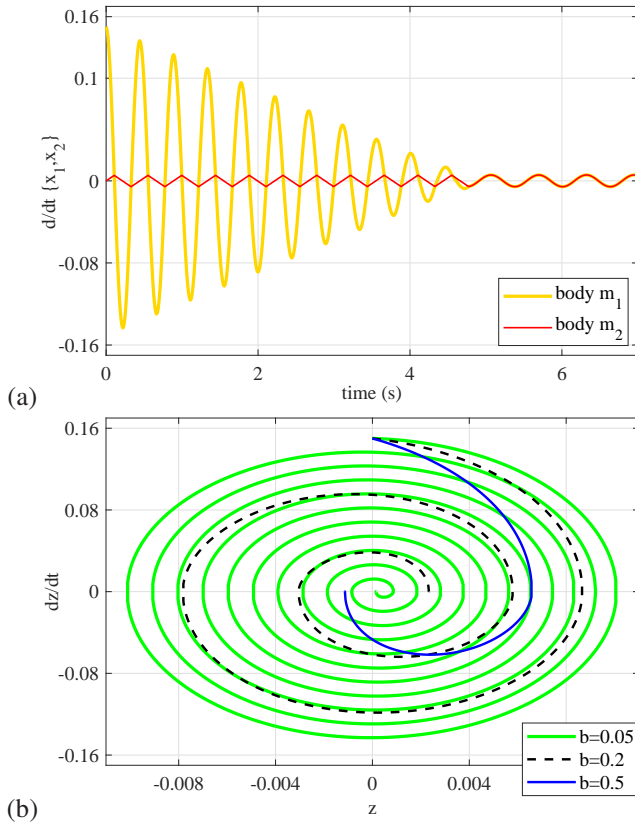 0.16
0.1
0
-0.08
-0.16
d/dt {x1,x2}
body m1
body m2
0 2 4 6
time (s)
(a)
0.16
0.08
0
-0.08
-0.16
dz/dt
b=0.05
b=0.2
b=0.5
-0.008 -0.004 0 0.004
z
(b)